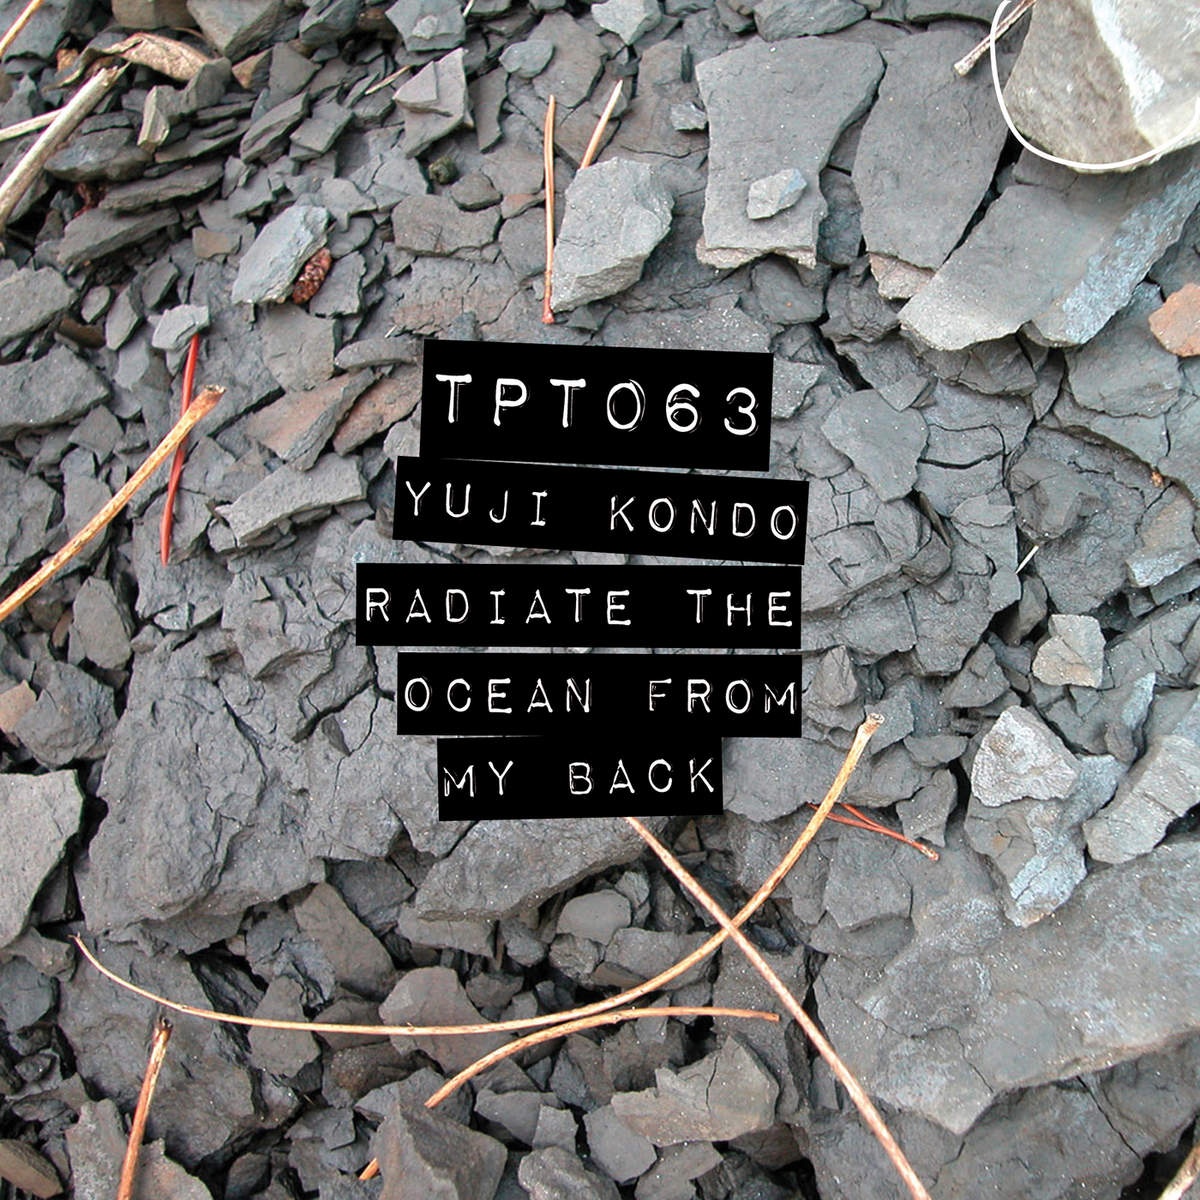 TPT063
YUJI KONDO
RADIATE THE
OCEAN FROM
MY BACK